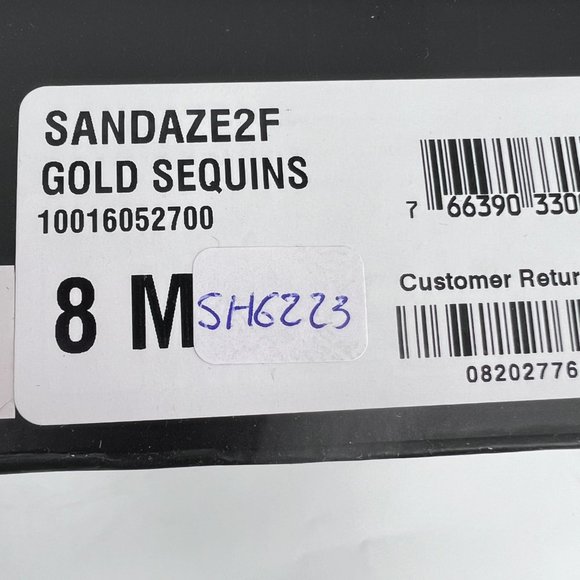 SANDAZE2F
GOLD SEQUINS
10016052700
8 M
SH6223
7 66390 330
Customer Retur
08202776